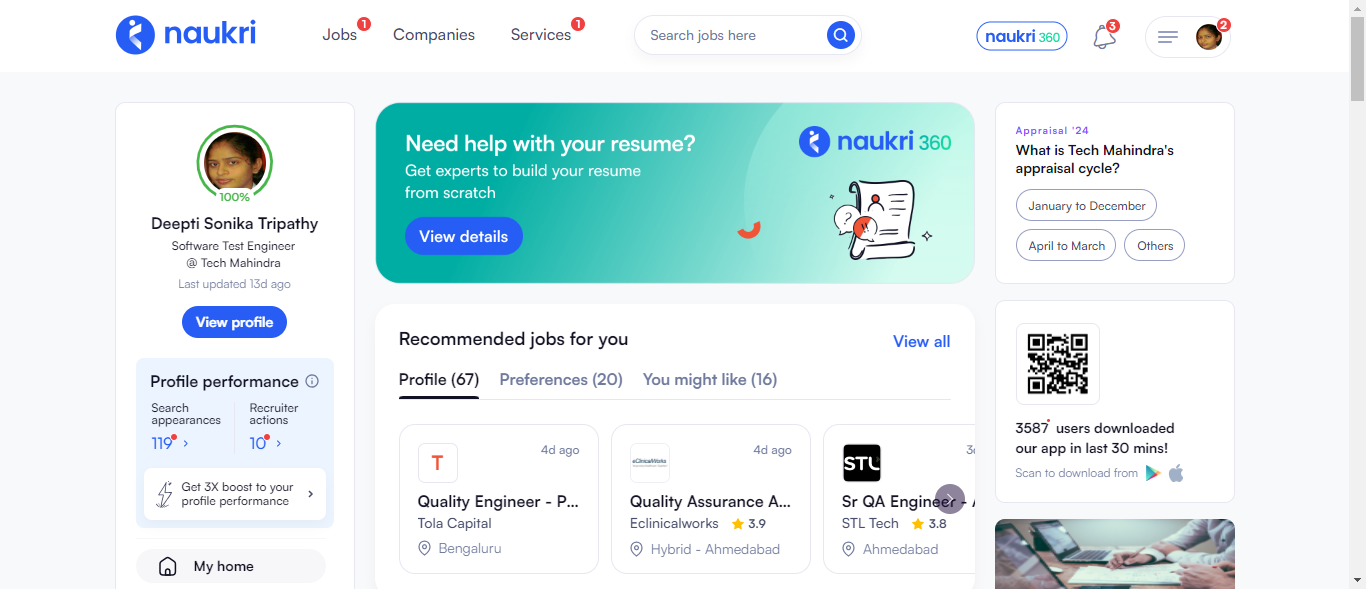 naukri
Jobs 1
Companies
Services 1
Search jobs here
naukri 360
3
2
100%
Deepti Sonika Tripathy
Software Test Engineer
@ Tech Mahindra
Last updated 13d ago
View profile
Profile performance
Search appearances
119
Recruiter actions
10
Get 3X boost to your
profile performance
My home
Need help with your resume?
Get experts to build your resume
from scratch
View details
naukri 360
?
Recommended jobs for you
View all
Profile (67)
Preferences (20)
You might like (16)
T
4d ago
Quality Engineer - P...
Tola Capital
Bengaluru
eClinicalWorks
4d ago
Quality Assurance A...
Eclinicalworks 3.9
Hybrid - Ahmedabad
STL
3d
Sr QA Engineer - A
STL Tech 3.8
Ahmedabad
Appraisal '24
What is Tech Mahindra's
appraisal cycle?
January to December
April to March
Others
3587 users downloaded
our app in last 30 mins!
Scan to download from